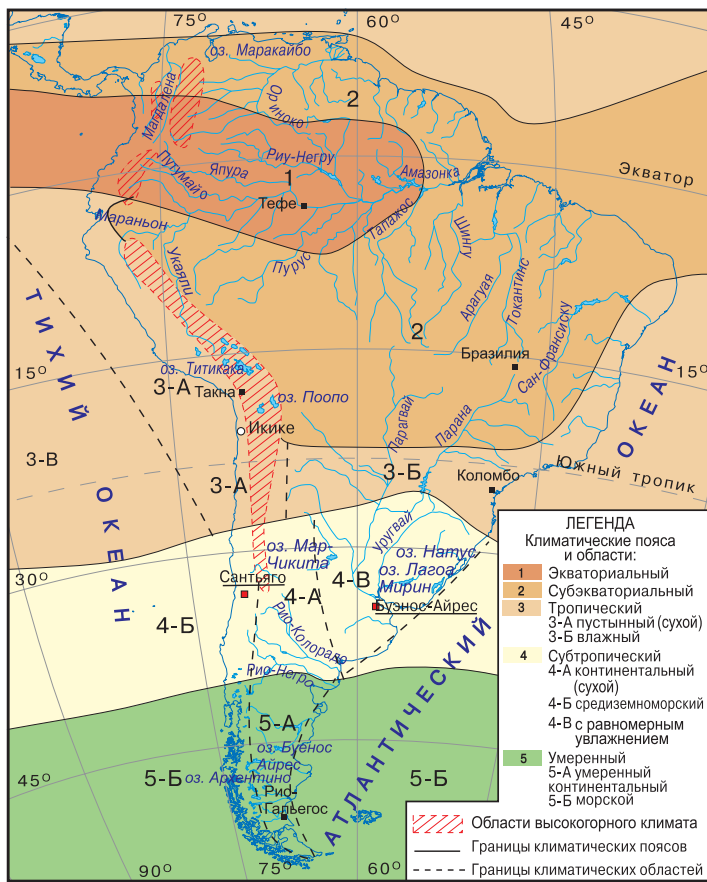 75°
60°
45°
оз. Маракайбо
Магдалена
Ориноко
2
Риу-Негру
Япура
Путумайо
1
Амазонка
Экватор
Тефе
Мараньон
Тапажос
Шингу
Укаяли
Пурус
Арагуая
Токантинс
Сан-Франсиску
2
ТИХИЙ
Бразилия
15°
оз. Титикака
15°
3-А
Такна
оз. Поопо
Икике
Парагвай
Парана
ОКЕАН
3-В
3-Б
Южный тропик
Коломбо
3-А
ОКЕАН
Уругвай
оз. Мар-
Чикита
оз. Натус
оз. Лагоа-
Мирин
30°
Сантьяго
4-В
4-А
Буэнос-Айрес
4-Б
Рио-Колорадо
Рио-Негро
АТЛАНТИЧЕСКИЙ
5-А
оз. Буенос
Айрес
5-Б
оз. Архентино
5-Б
45°
Рио-
Гальегос
90°
75°
60°
ЛЕГЕНДА
Климатические пояса
и области:
1 Экваториальный
2 Субэкваториальный
3 Тропический
3-А пустынный (сухой)
3-Б влажный
4 Субтропический
4-А континентальный
(сухой)
4-Б средиземноморский
4-В с равномерным
увлажнением
5 Умеренный
5-А умеренный
континентальный
5-Б морской
Области высокогорного климата
Границы климатических поясов
Границы климатических областей